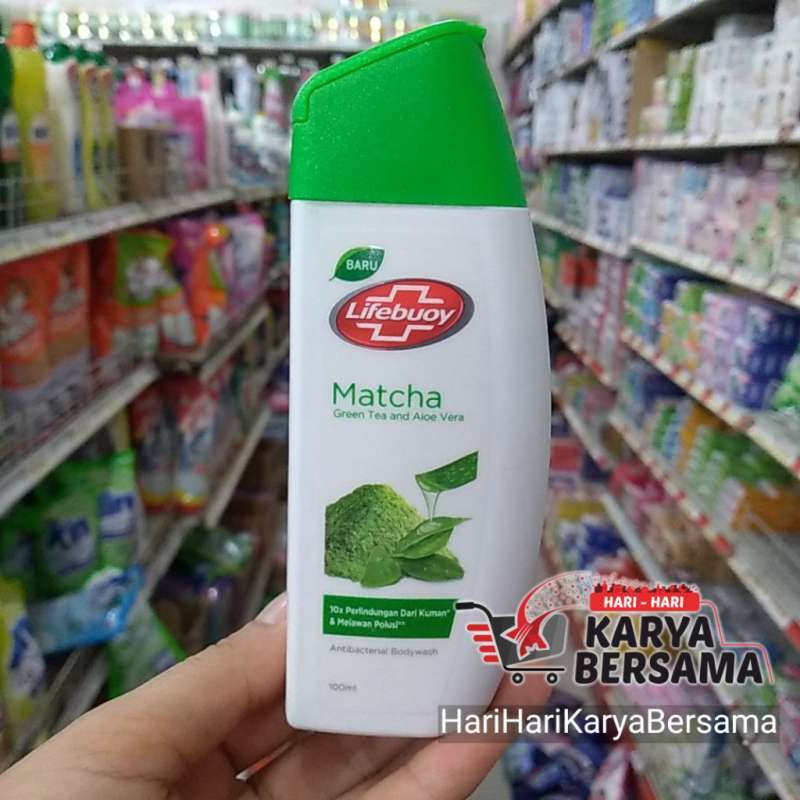 BARU
Lifebuoy
Matcha
Green Tea and Aloe Vera
10x Perlindungan Dari Kuman*
& Melawan Polusi**
Antibacterial Bodywash
100ml
HARI - HARI
KARYA
BERSAMA
HariHariKaryaBersama